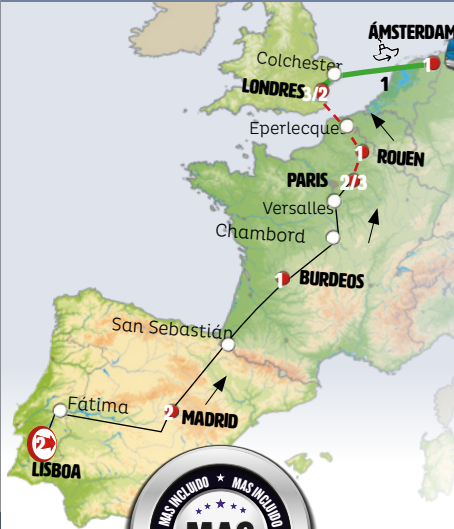 ÁMSTERDAM
Colchester
1
LONDRES 3/2
1
Eperlecques
1 ROUEN
PARIS 2/3
Versalles
Chambord
1 BURDEOS
San Sebastián
Fátima
2 MADRID
2
LISBOA
MAS INCLUIDO ★ MAS INCLUIDO
MAS